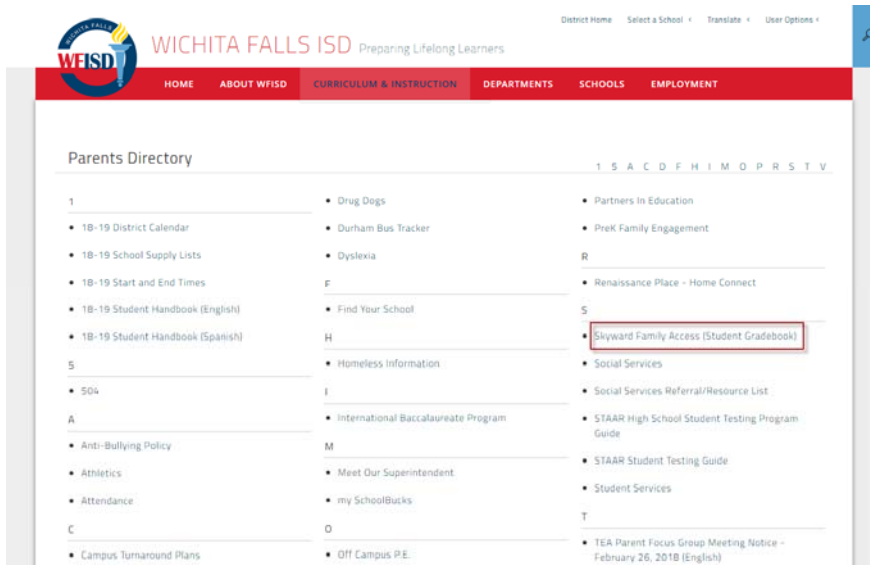 District Home Select a School Translate User Options
WICHITA FALLS
WFISD
WICHITA FALLS ISD Preparing Lifelong Learners
HOME ABOUT WFISD CURRICULUM & INSTRUCTION DEPARTMENTS SCHOOLS EMPLOYMENT
Parents Directory
1 5 A C D F H I M O P R S T V
1
• 18-19 District Calendar
• 18-19 School Supply Lists
• 18-19 Start and End Times
• 18-19 Student Handbook (English)
• 18-19 Student Handbook (Spanish)
5
• 504
A
• Anti-Bullying Policy
• Athletics
• Attendance
C
• Campus Turnaround Plans
• Drug Dogs
• Durham Bus Tracker
• Dyslexia
F
• Find Your School
H
• Homeless Information
I
• International Baccalaureate Program
M
• Meet Our Superintendent
• my SchoolBucks
O
• Off Campus P.E.
• Partners In Education
• PreK Family Engagement
R
• Renaissance Place - Home Connect
S
• Skyward Family Access (Student Gradebook)
• Social Services
• Social Services Referral/Resource List
• STAAR High School Student Testing Program
Guide
• STAAR Student Testing Guide
• Student Services
T
• TEA Parent Focus Group Meeting Notice -
February 26, 2018 (English)